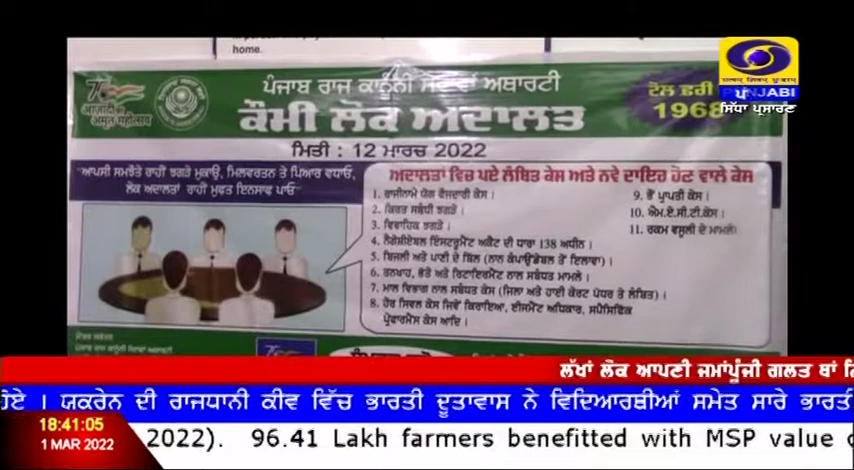 home.
ਪੰਜਾਬ ਰਾਜ ਕਾਨੂੰਨੀ ਸੇਵਾਵਾਂ ਅਥਾਰਟੀ
ਟੋਲ ਫਰੀ
1968
ਕੌਮੀ ਲੋਕ ਅਦਾਲਤ
ਮਿਤੀ : 12 ਮਾਰਚ 2022
PUNJABI
ਸਿੱਧਾ ਪ੍ਰਸਾਰਣ
"ਆਪਸੀ ਸਮਝੌਤੇ ਰਾਹੀਂ ਝਗੜੇ ਮੁਕਾਉ, ਮਿਲਵਰਤਨ ਤੇ ਪਿਆਰ ਵਧਾਓ,
ਲੋਕ ਅਦਾਲਤਾਂ ਰਾਹੀਂ ਮੁਫਤ ਇਨਸਾਫ ਪਾਓ"
ਅਦਾਲਤਾਂ ਵਿਚ ਪਏ ਲੰਬਿਤ ਕੇਸ ਅਤੇ ਨਵੇ ਦਾਇਰ ਹੋਣ ਵਾਲੇ ਕੇਸ
1. ਰਾਜ਼ੀਨਾਮੇ ਯੋਗ ਫੌਜਦਾਰੀ ਕੇਸ।
2. ਕਿਰਤ ਸਬੰਧੀ ਝਗੜੇ।
3. ਵਿਵਾਹਿਕ ਝਗੜੇ।
4. ਨੈਗੋਸ਼ੀਏਬਲ ਇੰਸਟਰੂਮੈਂਟ ਅਕੈਟ ਦੀ ਧਾਰਾ 138 ਅਧੀਨ।
5. ਬਿਜਲੀ ਅਤੇ ਪਾਣੀ ਦੇ ਬਿੱਲ (ਨਾਨ ਕੰਪਾਊਂਡੇਬਲ ਤੋਂ ਇਲਾਵਾ)।
6. ਤਨਖਾਹ, ਭੱਤੇ ਅਤੇ ਰਿਟਾਇਰਮੈਂਟ ਨਾਲ ਸਬੰਧਤ ਮਾਮਲੇ।
7. ਮਾਲ ਵਿਭਾਗ ਨਾਲ ਸਬੰਧਤ ਕੇਸ (ਜਿਲਾ ਅਤੇ ਹਾਈ ਕੋਰਟ ਪੱਧਰ ਤੇ ਲੰਬਿਤ)।
8. ਹੋਰ ਸਿਵਲ ਕੇਸ ਜਿਵੇਂ ਕਿਰਾਇਆ, ਈਜ਼ਮੈਂਟ ਅਧਿਕਾਰ, ਸਪੈਸਿਫਿਕ
ਪ੍ਰਫਾਰਮੈਂਸ ਕੇਸ ਆਦਿ।
9. ਭੌਂ ਪ੍ਰਾਪਤੀ ਕੇਸ।
10. ਐਮ.ਏ.ਸੀ.ਟੀ.ਕੇਸ।
11. ਰਕਮ ਵਸੂਲੀ ਦੇ ਮਾਮਲੇ
ਲੱਖਾਂ ਲੋਕ ਆਪਣੀ ਜਮਾਂਪੂੰਜੀ ਗਲਤ ਥਾਂ
ਹੋਏ । ਯੂਕਰੇਨ ਦੀ ਰਾਜਧਾਨੀ ਕੀਵ ਵਿੱਚ ਭਾਰਤੀ ਦੂਤਾਵਾਸ ਨੇ ਵਿਦਿਆਰਥੀਆਂ ਸਮੇਤ ਸਾਰੇ ਭਾਰਤ
18:41:05
1 MAR 2022
2022). 96.41 Lakh farmers benefitted with MSP value